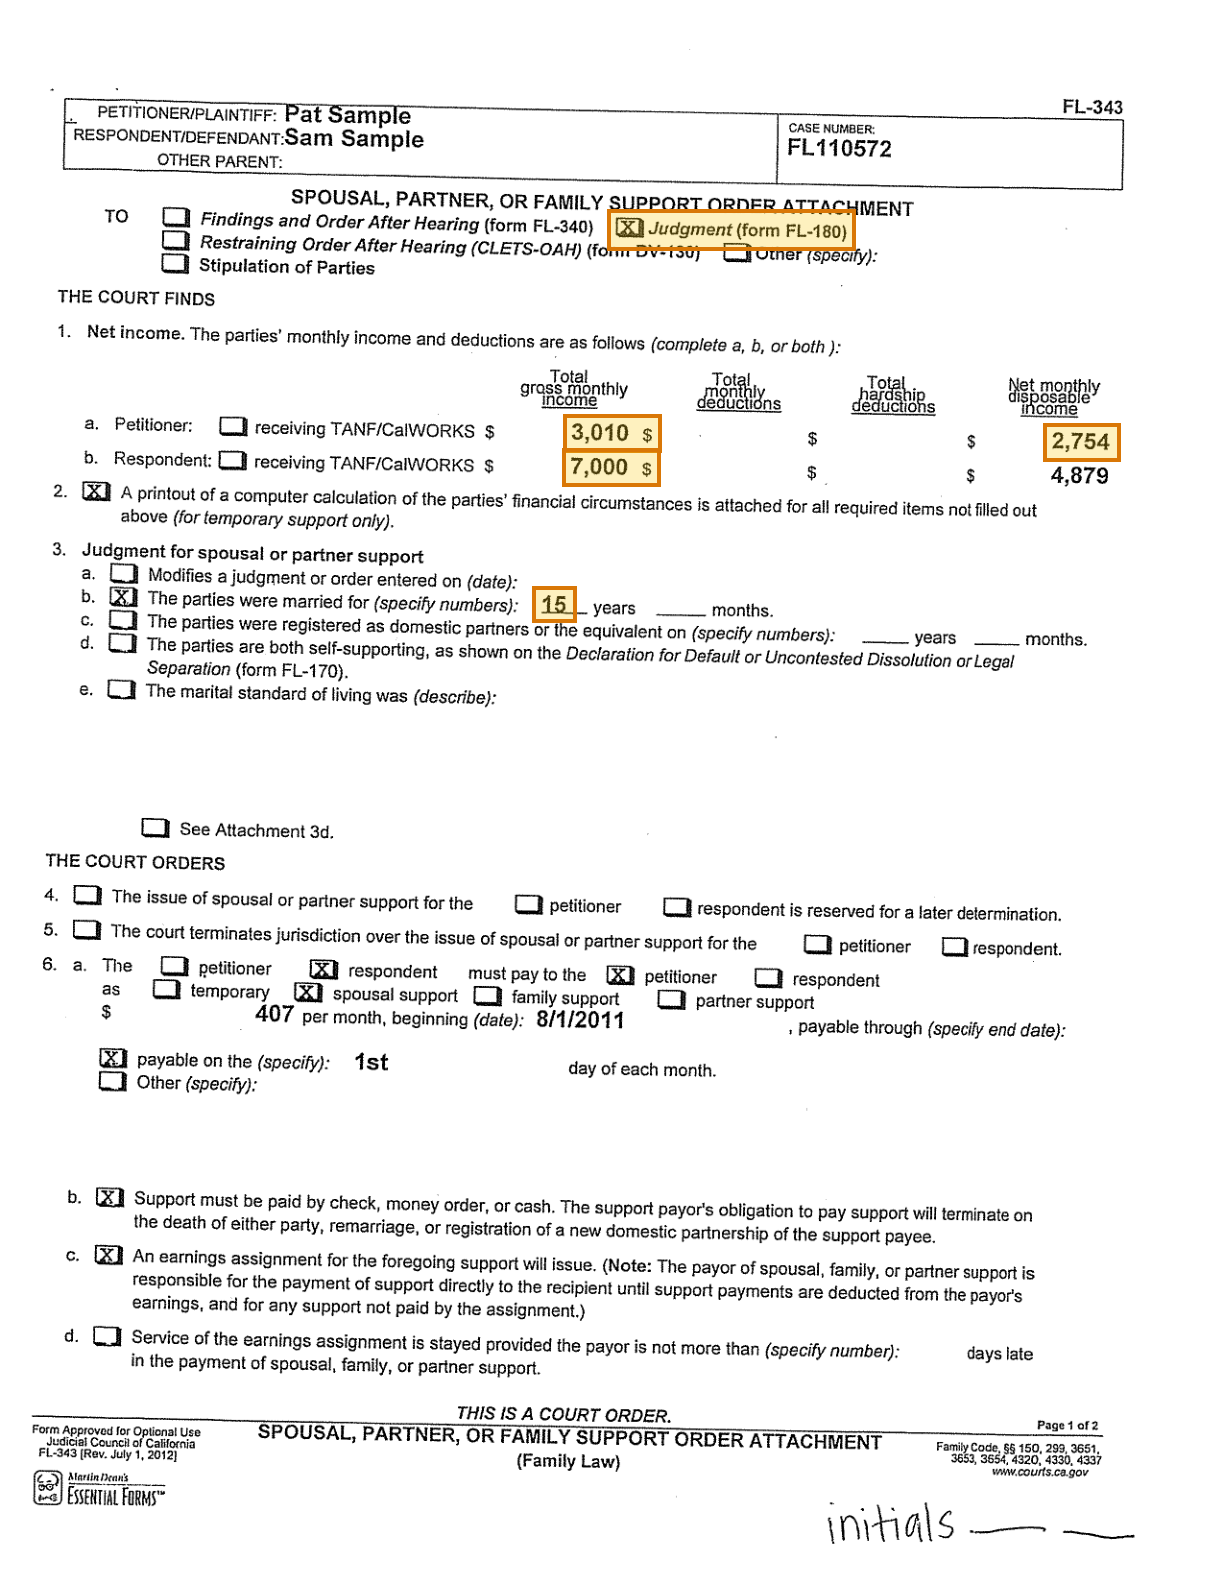 FL-343
PETITIONER/PLAINTIFF: Pat Sample
RESPONDENT/DEFENDANT: Sam Sample
OTHER PARENT:
CASE NUMBER:
FL110572
SPOUSAL, PARTNER, OR FAMILY SUPPORT ORDER ATTACHMENT
TO Findings and Order After Hearing (form FL-340) X Judgment (form FL-180)
Restraining Order After Hearing (CLETS-OAH) (form DV-130) Other (specify):
Stipulation of Parties
THE COURT FINDS
1. Net income. The parties' monthly income and deductions are as follows (complete a, b, or both ):
Total gross monthly income
Total monthly deductions
Total hardship deductions
Net monthly disposable income
a. Petitioner: receiving TANF/CalWORKS $ 3,010 $ $ $ 2,754
b. Respondent: receiving TANF/CalWORKS $ 7,000 $ $ $ 4,879
2. X A printout of a computer calculation of the parties' financial circumstances is attached for all required items not filled out
above (for temporary support only).
3. Judgment for spousal or partner support
a. Modifies a judgment or order entered on (date):
b. X The parties were married for (specify numbers): 15 years ____ months.
c. The parties were registered as domestic partners or the equivalent on (specify numbers): ____ years ____ months.
d. The parties are both self-supporting, as shown on the Declaration for Default or Uncontested Dissolution or Legal
Separation (form FL-170).
e. The marital standard of living was (describe):
See Attachment 3d.
THE COURT ORDERS
4. The issue of spousal or partner support for the petitioner respondent is reserved for a later determination.
5. The court terminates jurisdiction over the issue of spousal or partner support for the petitioner respondent.
6. a. The petitioner X respondent must pay to the X petitioner respondent
as temporary X spousal support family support partner support
$ 407 per month, beginning (date): 8/1/2011 , payable through (specify end date):
X payable on the (specify): 1st day of each month.
Other (specify):
b. X Support must be paid by check, money order, or cash. The support payor's obligation to pay support will terminate on
the death of either party, remarriage, or registration of a new domestic partnership of the support payee.
c. X An earnings assignment for the foregoing support will issue. (Note: The payor of spousal, family, or partner support is
responsible for the payment of support directly to the recipient until support payments are deducted from the payor's
earnings, and for any support not paid by the assignment.)
d. Service of the earnings assignment is stayed provided the payor is not more than (specify number): days late
in the payment of spousal, family, or partner support.
THIS IS A COURT ORDER.
Form Approved for Optional Use
Judicial Council of California
FL-343 [Rev. July 1, 2012]
Martin Dean's
ESSENTIAL FORMS™
SPOUSAL, PARTNER, OR FAMILY SUPPORT ORDER ATTACHMENT
(Family Law)
Page 1 of 2
Family Code, §§ 150, 299, 3651,
3653, 3654, 4320, 4330, 4337
www.courts.ca.gov
initials ____ ____